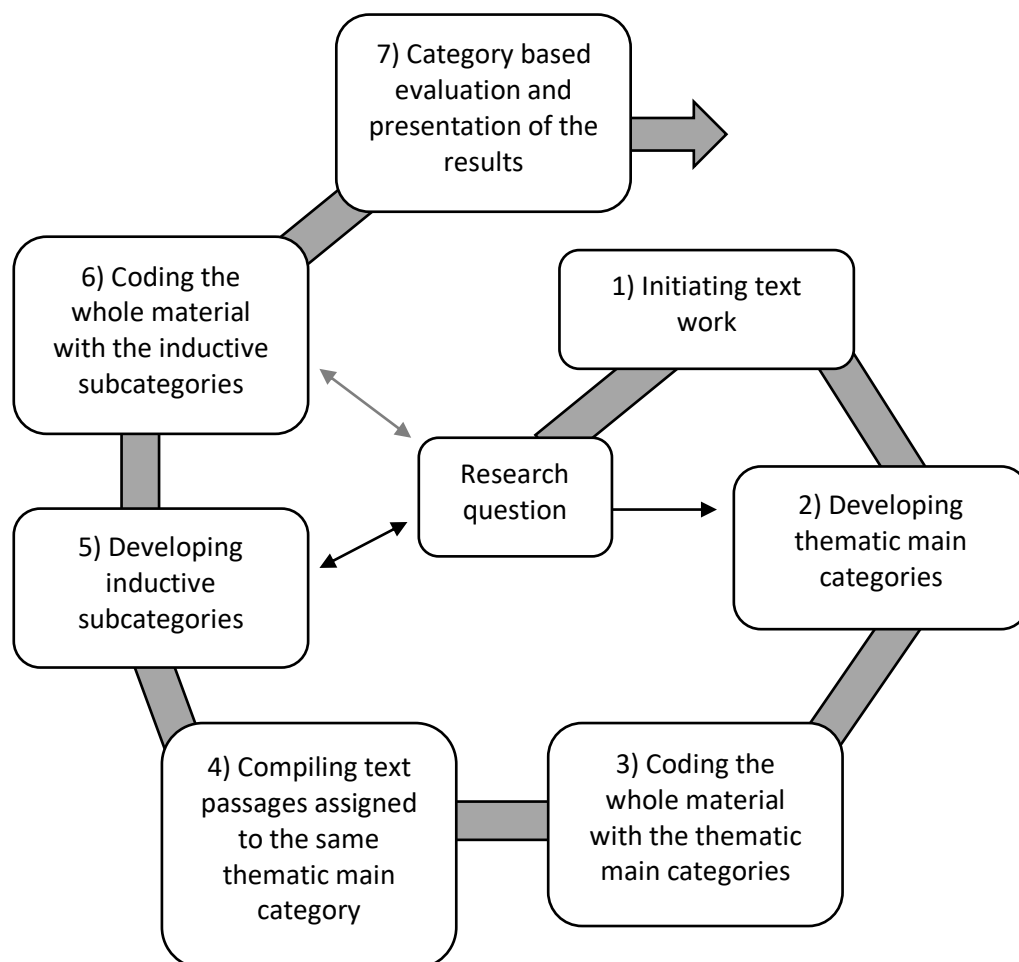 7) Category based
evaluation and
presentation of the
results
6) Coding the
whole material
with the inductive
subcategories
1) Initiating text
work
Research
question
2) Developing
thematic main
categories
5) Developing
inductive
subcategories
4) Compiling text
passages assigned
to the same
thematic main
category
3) Coding the
whole material
with the thematic
main categories